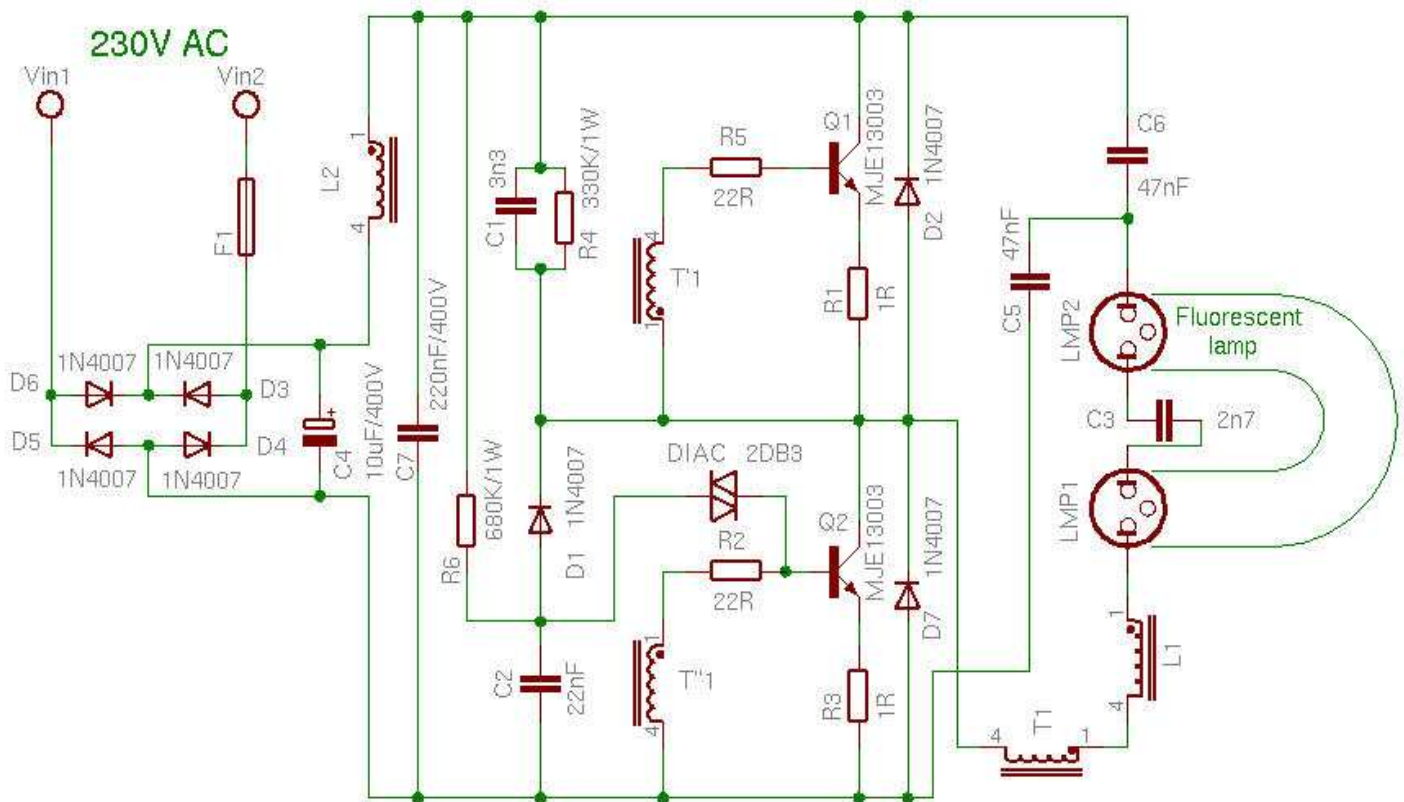 230V AC
Vin1
Vin2
F1
L2
1
4
D6
D5
D3
D4
1N4007
1N4007
1N4007
1N4007
C4
10uF/400V
+
C7
220nF/400V
R6
680K/1W
C1
3n3
R4
330K/1W
D1
1N4007
C2
22nF
T'1
4
1
R5
22R
Q1
MJE13003
R1
1R
D2
1N4007
DIAC 2DB3
R2
22R
Q2
MJE13003
T"1
1
4
R3
1R
D7
1N4007
C6
47nF
C5
47nF
LMP2
Fluorescent
lamp
C3
2n7
LMP1
L1
1
4
T1
4
1